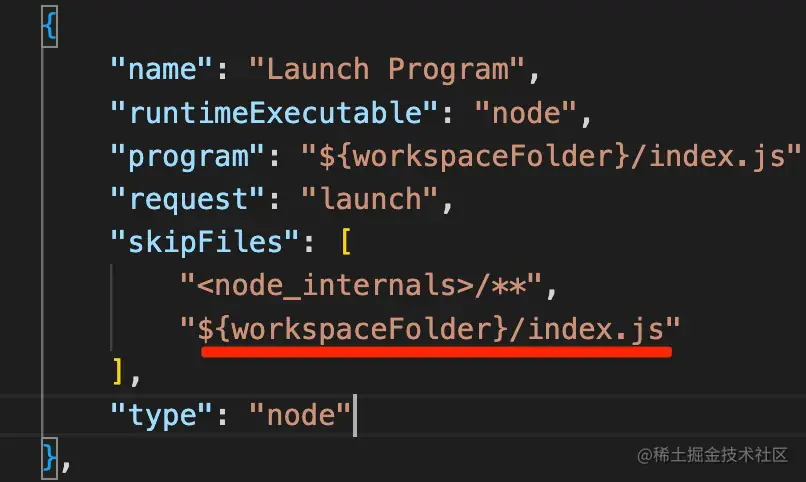 {
"name": "Launch Program",
"runtimeExecutable": "node",
"program": "${workspaceFolder}/index.js"
"request": "launch",
"skipFiles": [
"<node_internals>/**",
"${workspaceFolder}/index.js"
],
"type": "node"
},
@稀土掘金技术社区